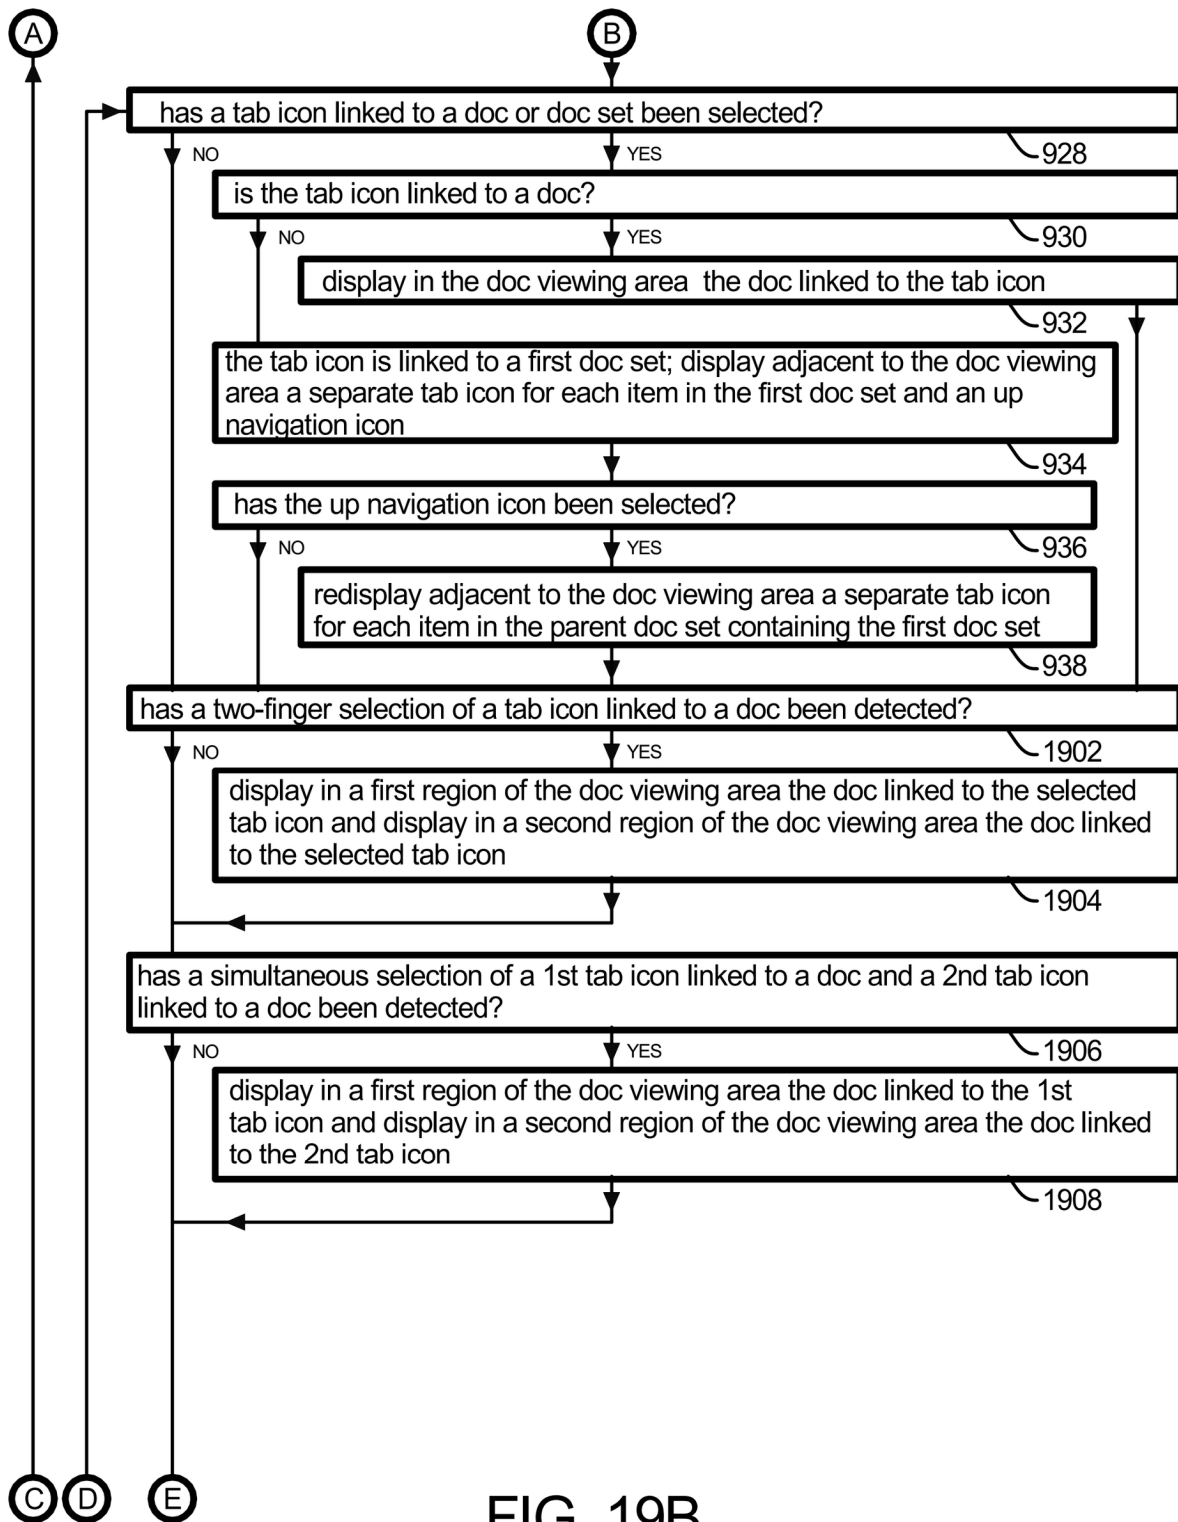 A
B
has a tab icon linked to a doc or doc set been selected?
NO
YES
928
is the tab icon linked to a doc?
NO
YES
930
display in the doc viewing area the doc linked to the tab icon
932
the tab icon is linked to a first doc set; display adjacent to the doc viewing
area a separate tab icon for each item in the first doc set and an up
navigation icon
934
has the up navigation icon been selected?
NO
YES
936
redisplay adjacent to the doc viewing area a separate tab icon
for each item in the parent doc set containing the first doc set
938
has a two-finger selection of a tab icon linked to a doc been detected?
NO
YES
1902
display in a first region of the doc viewing area the doc linked to the selected
tab icon and display in a second region of the doc viewing area the doc linked
to the selected tab icon
1904
has a simultaneous selection of a 1st tab icon linked to a doc and a 2nd tab icon
linked to a doc been detected?
NO
YES
1906
display in a first region of the doc viewing area the doc linked to the 1st
tab icon and display in a second region of the doc viewing area the doc linked
to the 2nd tab icon
1908
C
D
E
FIG. 19B